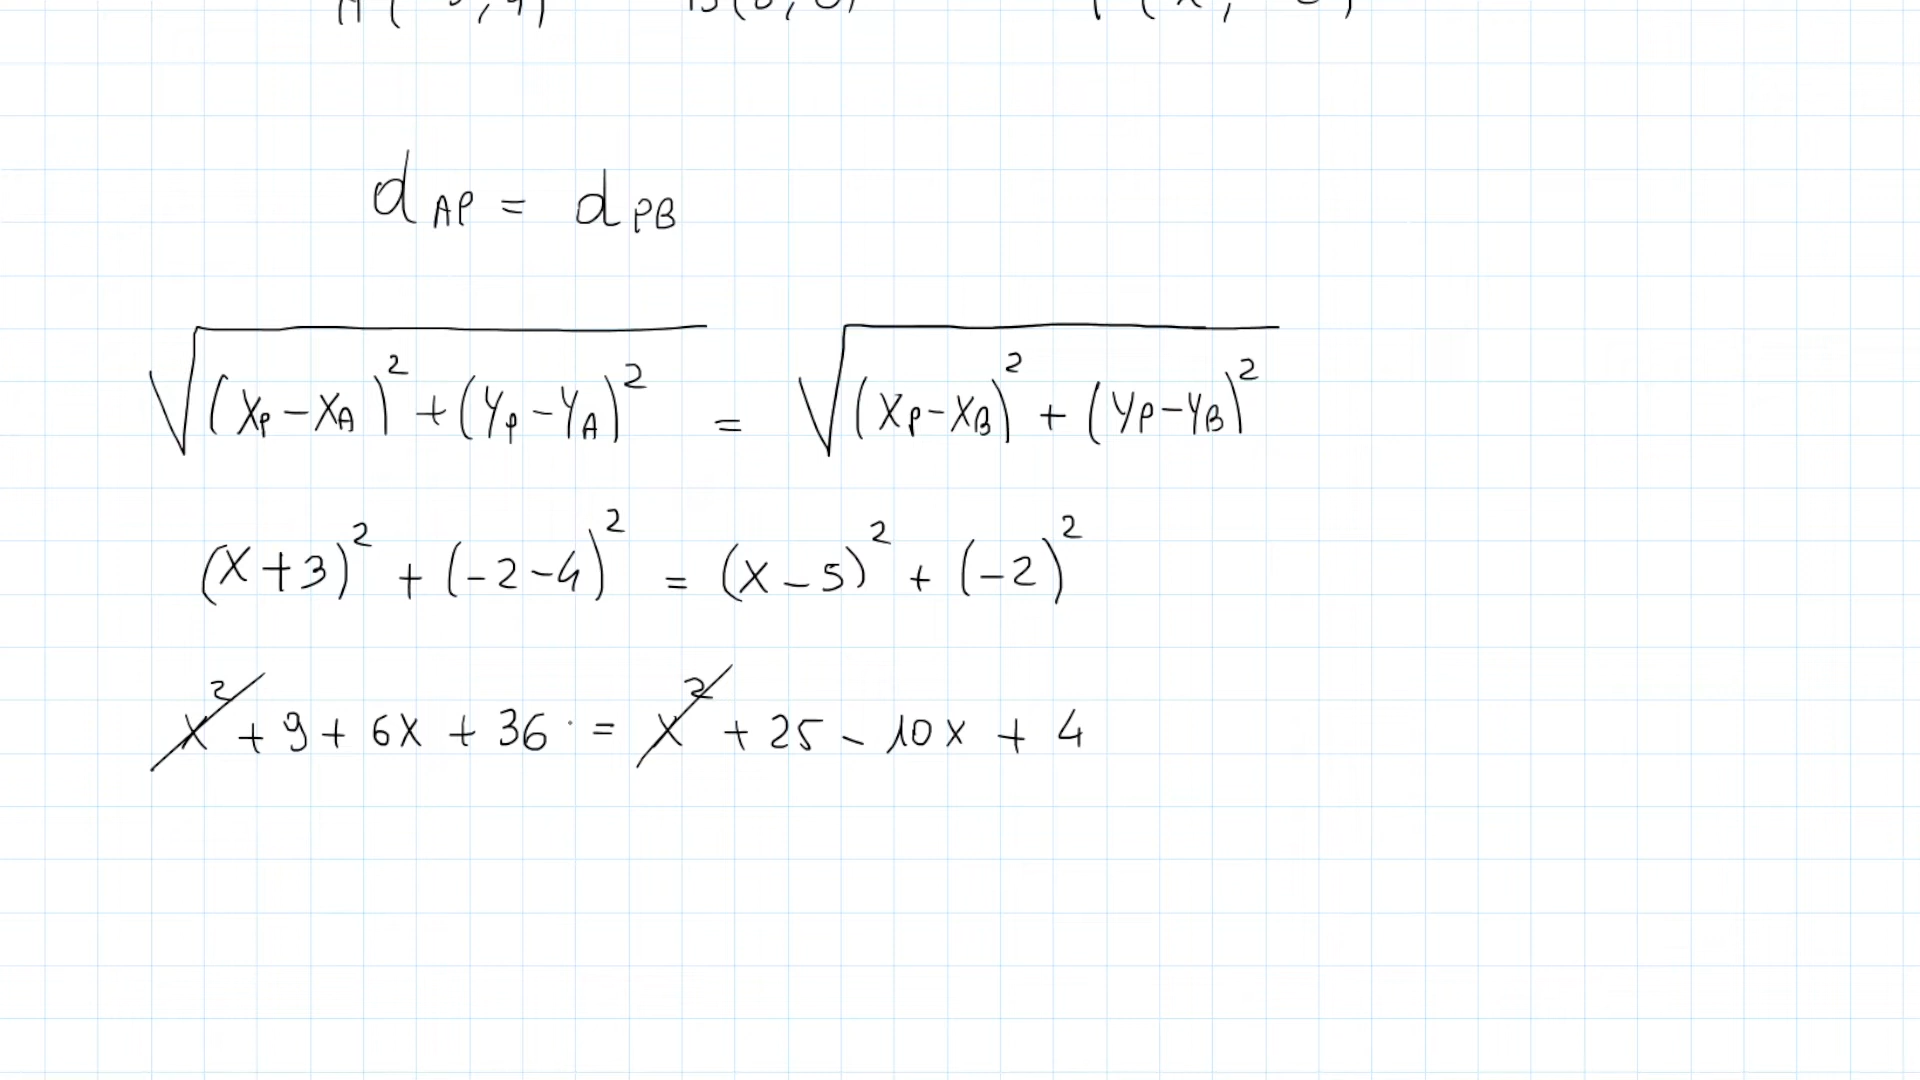 d_AP = d_PB
√((x_P - x_A)² + (y_P - y_A)²) = √((x_P - x_B)² + (y_P - y_B)²)
(x + 3)² + (-2 - 4)² = (x - 5)² + (-2)²
x² + 9 + 6x + 36 = x² + 25 - 10x + 4